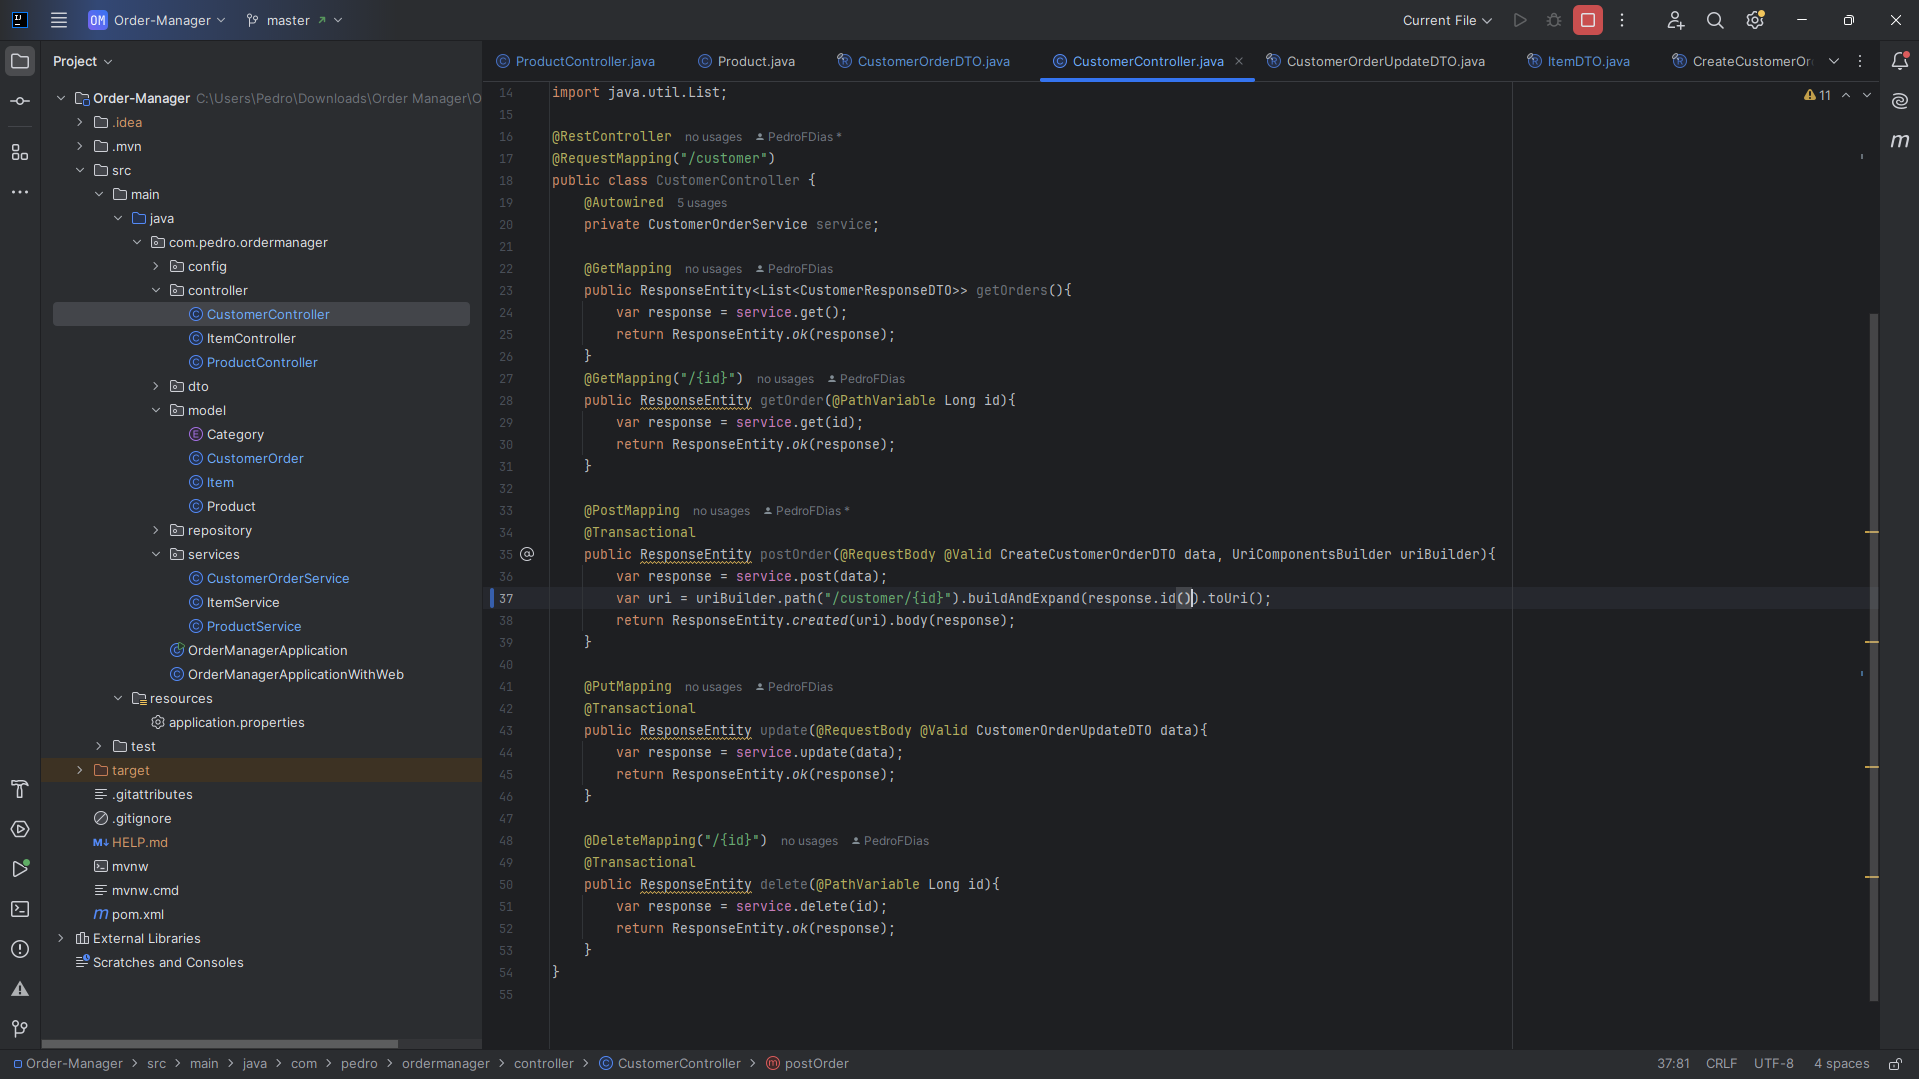 OM Order-Manager master Current File
Project
Order-Manager C:\Users\Pedro\Downloads\Order Manager\O
.idea
.mvn
src
main
java
com.pedro.ordermanager
config
controller
CustomerController
ItemController
ProductController
dto
model
Category
CustomerOrder
Item
Product
repository
services
CustomerOrderService
ItemService
ProductService
OrderManagerApplication
OrderManagerApplicationWithWeb
resources
application.properties
test
target
.gitattributes
.gitignore
HELP.md
mvnw
mvnw.cmd
pom.xml
External Libraries
Scratches and Consoles
ProductController.java Product.java CustomerOrderDTO.java CustomerController.java CustomerOrderUpdateDTO.java ItemDTO.java CreateCustomerOr
11
14 import java.util.List;
15
16 @RestController no usages PedroFDias *
17 @RequestMapping("/customer")
18 public class CustomerController {
19 @Autowired 5 usages
20 private CustomerOrderService service;
21
22 @GetMapping no usages PedroFDias
23 public ResponseEntity<List<CustomerResponseDTO>> getOrders(){
24 var response = service.get();
25 return ResponseEntity.ok(response);
26 }
27 @GetMapping("/{id}") no usages PedroFDias
28 public ResponseEntity getOrder(@PathVariable Long id){
29 var response = service.get(id);
30 return ResponseEntity.ok(response);
31 }
32
33 @PostMapping no usages PedroFDias *
34 @Transactional
35 public ResponseEntity postOrder(@RequestBody @Valid CreateCustomerOrderDTO data, UriComponentsBuilder uriBuilder){
36 var response = service.post(data);
37 var uri = uriBuilder.path("/customer/{id}").buildAndExpand(response.id()).toUri();
38 return ResponseEntity.created(uri).body(response);
39 }
40
41 @PutMapping no usages PedroFDias
42 @Transactional
43 public ResponseEntity update(@RequestBody @Valid CustomerOrderUpdateDTO data){
44 var response = service.update(data);
45 return ResponseEntity.ok(response);
46 }
47
48 @DeleteMapping("/{id}") no usages PedroFDias
49 @Transactional
50 public ResponseEntity delete(@PathVariable Long id){
51 var response = service.delete(id);
52 return ResponseEntity.ok(response);
53 }
54 }
55
Order-Manager > src > main > java > com > pedro > ordermanager > controller > CustomerController > postOrder 37:81 CRLF UTF-8 4 spaces